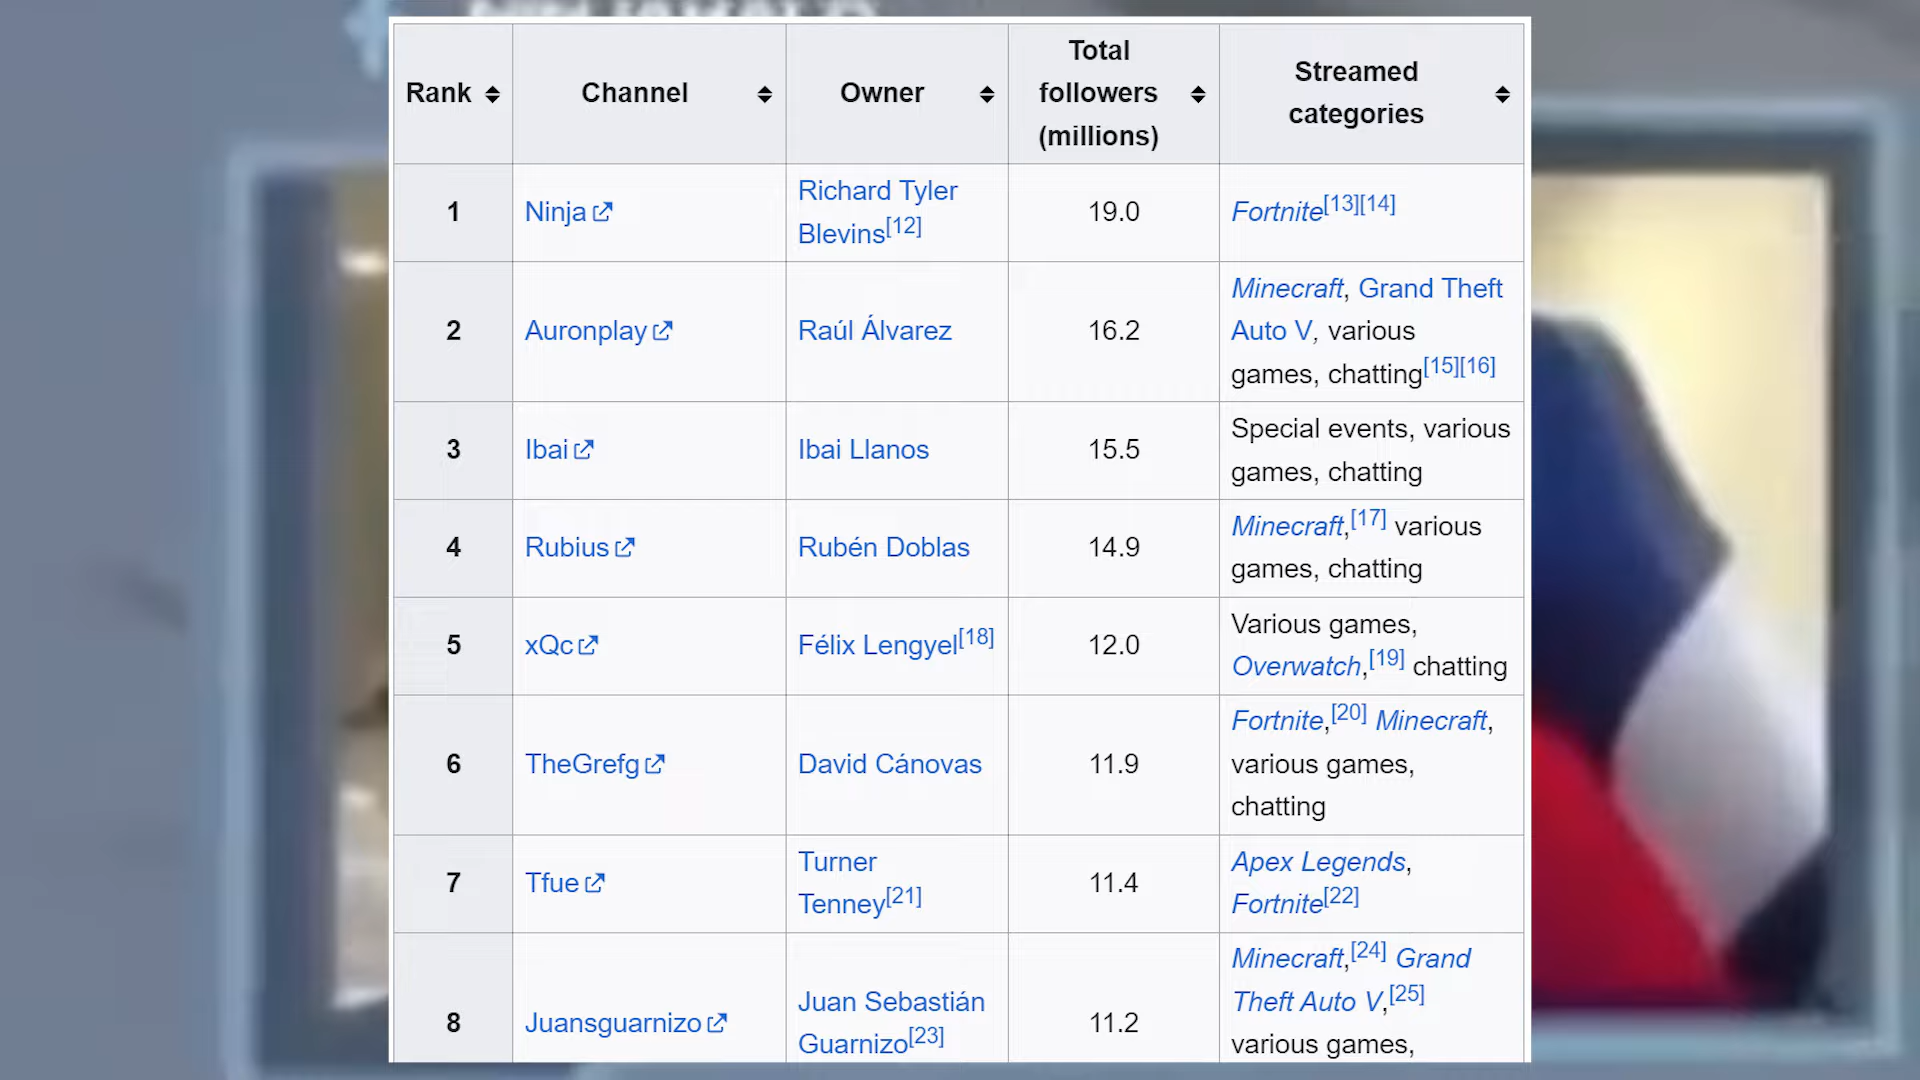 Rank
Channel
Owner
Total
followers
(millions)
Streamed
categories
1
Ninja
Richard Tyler
Blevins[12]
19.0
Fortnite[13][14]
2
Auronplay
Raúl Álvarez
16.2
Minecraft, Grand Theft
Auto V, various
games, chatting[15][16]
3
Ibai
Ibai Llanos
15.5
Special events, various
games, chatting
4
Rubius
Rubén Doblas
14.9
Minecraft,[17] various
games, chatting
5
xQc
Félix Lengyel[18]
12.0
Various games,
Overwatch,[19] chatting
6
TheGrefg
David Cánovas
11.9
Fortnite,[20] Minecraft,
various games,
chatting
7
Tfue
Turner
Tenney[21]
11.4
Apex Legends,
Fortnite[22]
8
Juansguarnizo
Juan Sebastián
Guarnizo[23]
11.2
Minecraft,[24] Grand
Theft Auto V,[25]
various games,